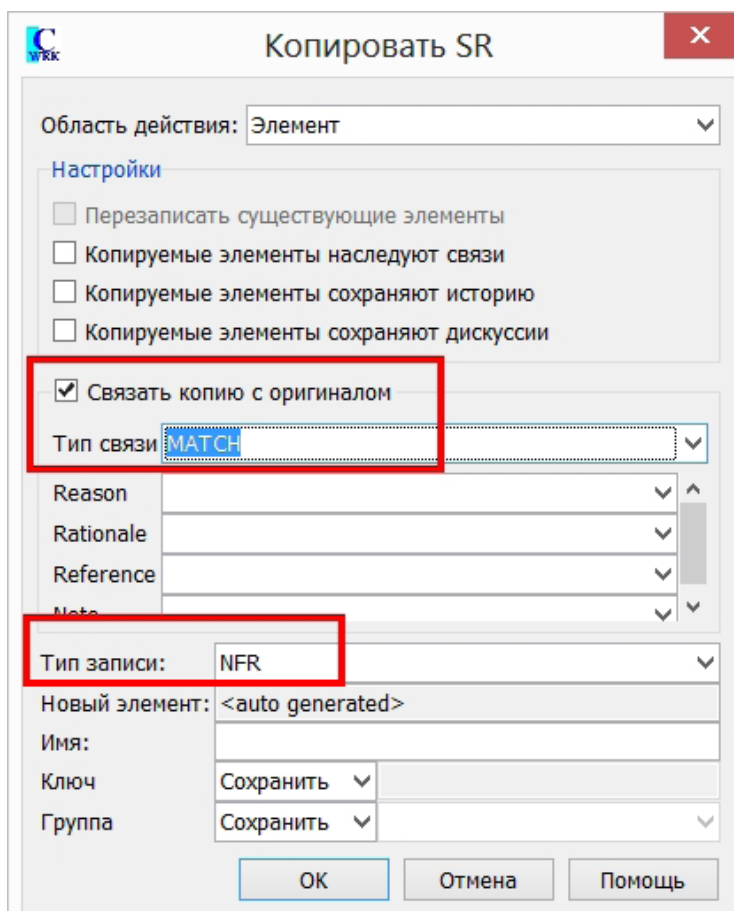 C
WRK
Копировать SR
Область действия: Элемент
Настройки
Перезаписать существующие элементы
Копируемые элементы наследуют связи
Копируемые элементы сохраняют историю
Копируемые элементы сохраняют дискуссии
Связать копию с оригиналом
Тип связи MATCH
Reason
Rationale
Reference
Note
Тип записи: NFR
Новый элемент: <auto generated>
Имя:
Ключ Сохранить
Группа Сохранить
OK Отмена Помощь